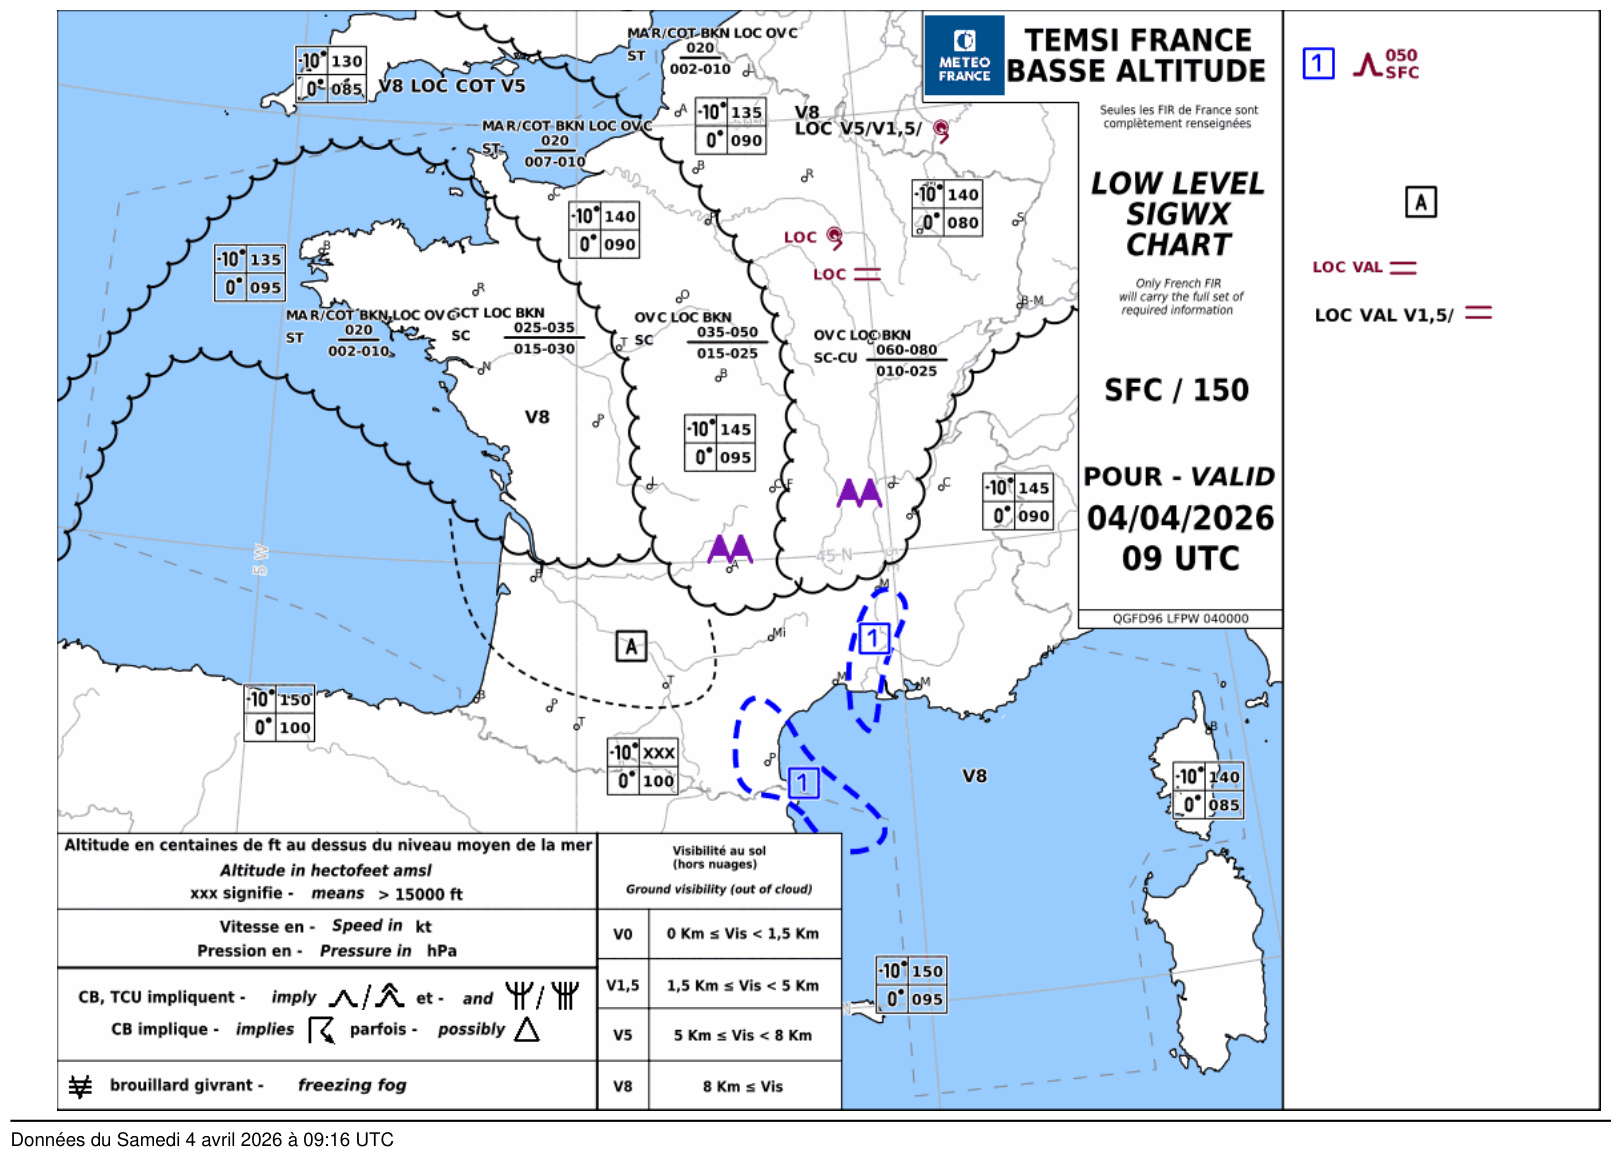 MAR/COT BKN LOC OVC
020
ST
002-010
-10° 130
0° 085
V8 LOC COT V5
-10° 135
0° 090
V8
LOC V5/V1,5/
MAR/COT BKN LOC OVC
020
ST
007-010
-10° 140
0° 080
-10° 140
0° 090
LOC
LOC
-10° 135
0° 095
MAR/COT BKN LOC OVC
020
ST
002-010
SCT LOC BKN
025-035
SC
015-030
OVC LOC BKN
035-050
SC
015-025
OVC LOC BKN
060-080
SC-CU
010-025
V8
-10° 145
0° 095
-10° 145
0° 090
5 W
45 N
5 E
L
A
B
R
P
C
S
B
R
O
B-M
T
N
B
P
L
C F
L
C
A
B
M
A
Mi
T
M
M
N
B
P
T
P
B
A
1
1
-10° 150
0° 100
-10° XXX
0° 100
V8
-10° 140
0° 085
-10° 150
0° 095
METEO
FRANCE
TEMSI FRANCE
BASSE ALTITUDE
Seules les FIR de France sont
complètement renseignées
LOW LEVEL
SIGWX
CHART
Only French FIR
will carry the full set of
required information
SFC / 150
POUR - VALID
04/04/2026
09 UTC
QGFD96 LFPW 040000
1 050
SFC
A
LOC VAL
LOC VAL V1,5/
Altitude en centaines de ft au dessus du niveau moyen de la mer
Altitude in hectofeet amsl
xxx signifie - means > 15000 ft
Vitesse en - Speed in kt
Pression en - Pressure in hPa
CB, TCU impliquent - imply / et - and /
CB implique - implies parfois - possibly
brouillard givrant - freezing fog
Visibilité au sol
(hors nuages)
Ground visibility (out of cloud)
V0 0 Km ≤ Vis < 1,5 Km
V1,5 1,5 Km ≤ Vis < 5 Km
V5 5 Km ≤ Vis < 8 Km
V8 8 Km ≤ Vis
Données du Samedi 4 avril 2026 à 09:16 UTC